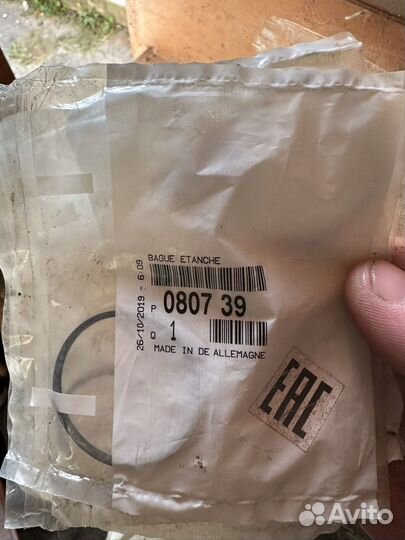 BAGUE ETANCHE
P 0807 39
Q 1
MADE IN DE ALLEMAGNE
26/10/2019 - 6:09
EAC
Avito